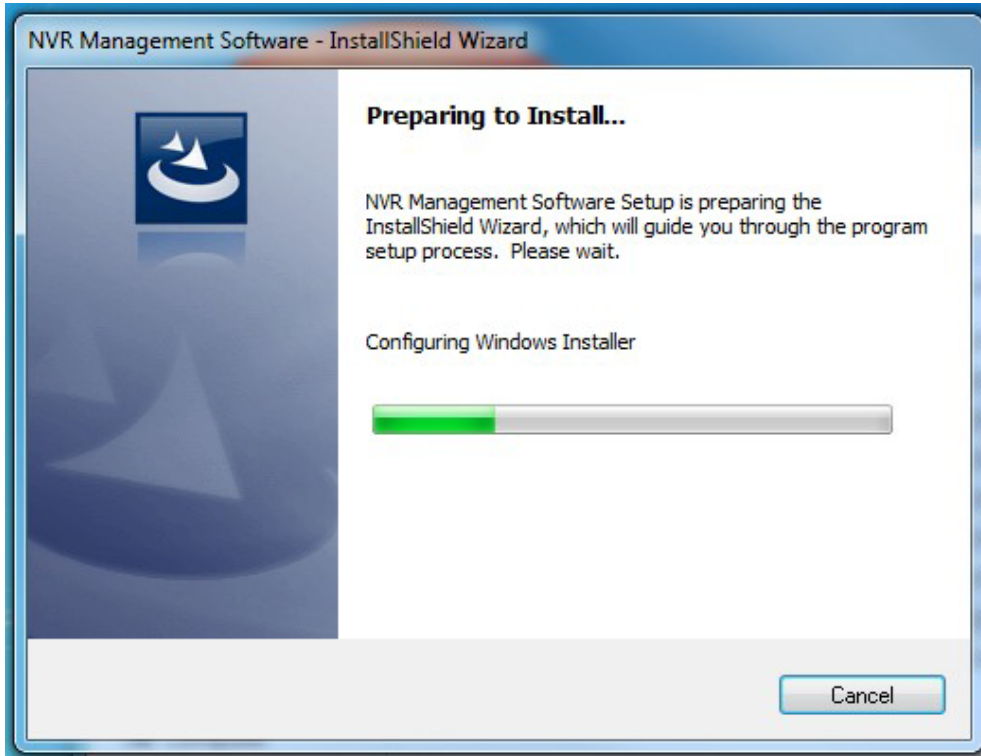 NVR Management Software - InstallShield Wizard
Preparing to Install...
NVR Management Software Setup is preparing the
InstallShield Wizard, which will guide you through the program
setup process.  Please wait.
Configuring Windows Installer
Cancel